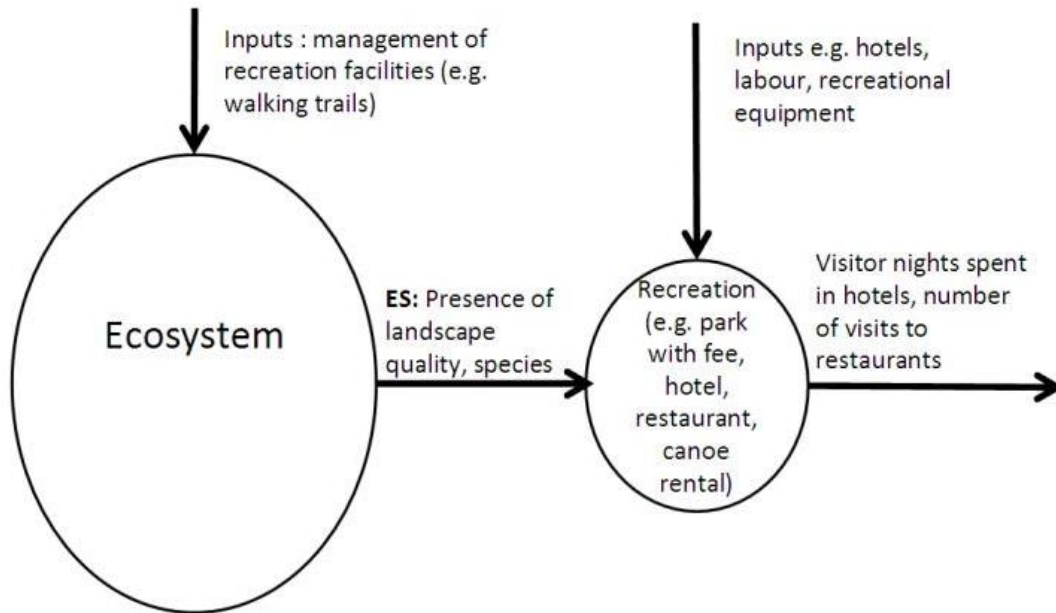 Inputs : management of
recreation facilities (e.g.
walking trails)
Inputs e.g. hotels,
labour, recreational
equipment
Ecosystem
ES: Presence of
landscape
quality, species
Recreation
(e.g. park
with fee,
hotel,
restaurant,
canoe
rental)
Visitor nights spent
in hotels, number
of visits to
restaurants